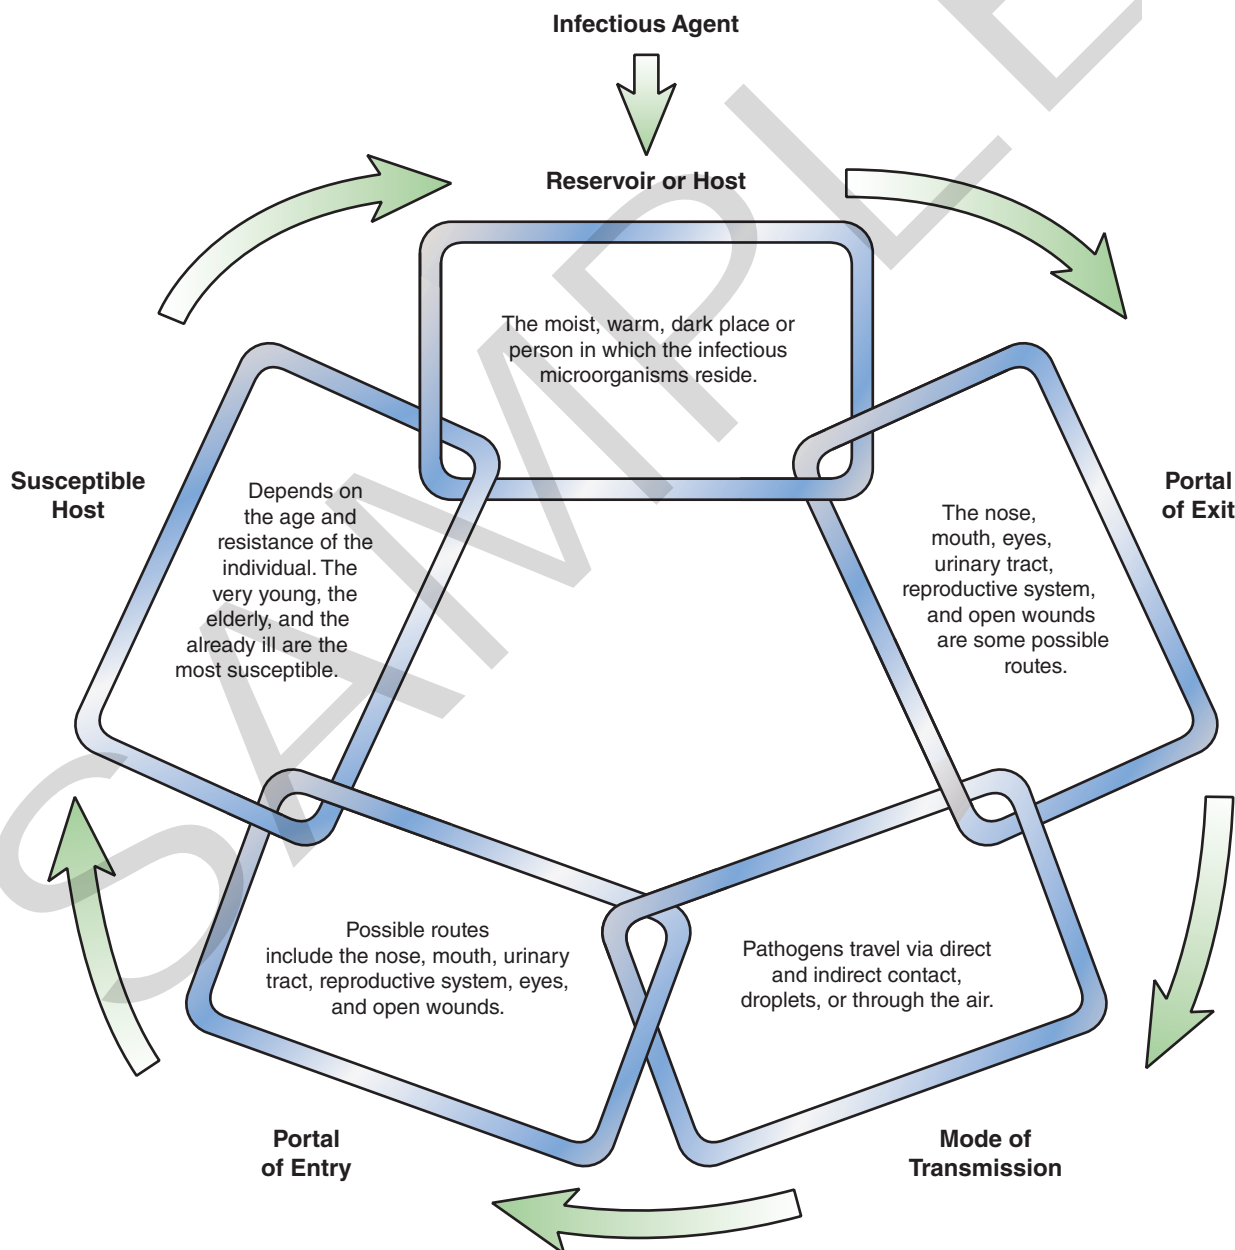 Infectious Agent
Reservoir or Host
The moist, warm, dark place or
person in which the infectious
microorganisms reside.
Portal
of Exit
The nose,
mouth, eyes,
urinary tract,
reproductive system,
and open wounds
are some possible
routes.
Mode of
Transmission
Pathogens travel via direct
and indirect contact,
droplets, or through the air.
Portal
of Entry
Possible routes
include the nose, mouth, urinary
tract, reproductive system, eyes,
and open wounds.
Susceptible
Host
Depends on
the age and
resistance of the
individual. The
very young, the
elderly, and the
already ill are the
most susceptible.
SAMPLE